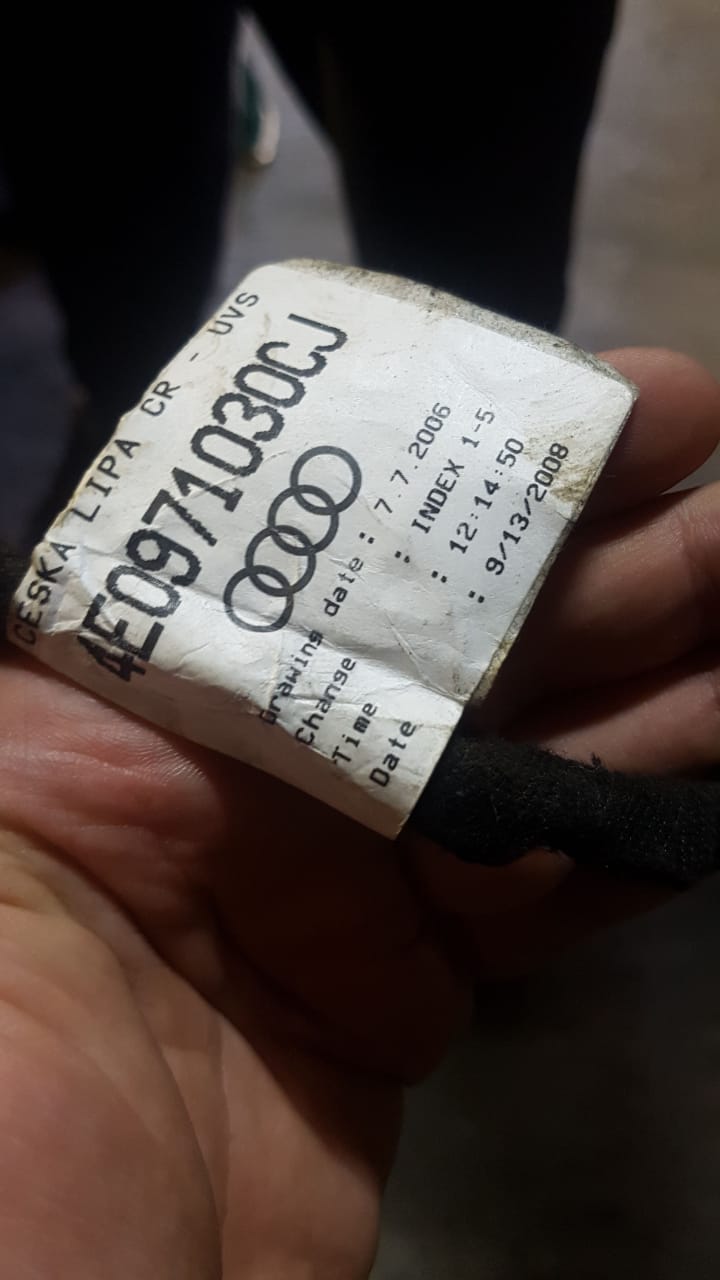 CESKA LIPA CR - UVS
4E0971030CJ
Drawing date : 7.7.2006
Change : INDEX 1-5
Time : 12:14:50
Date : 9/13/2008